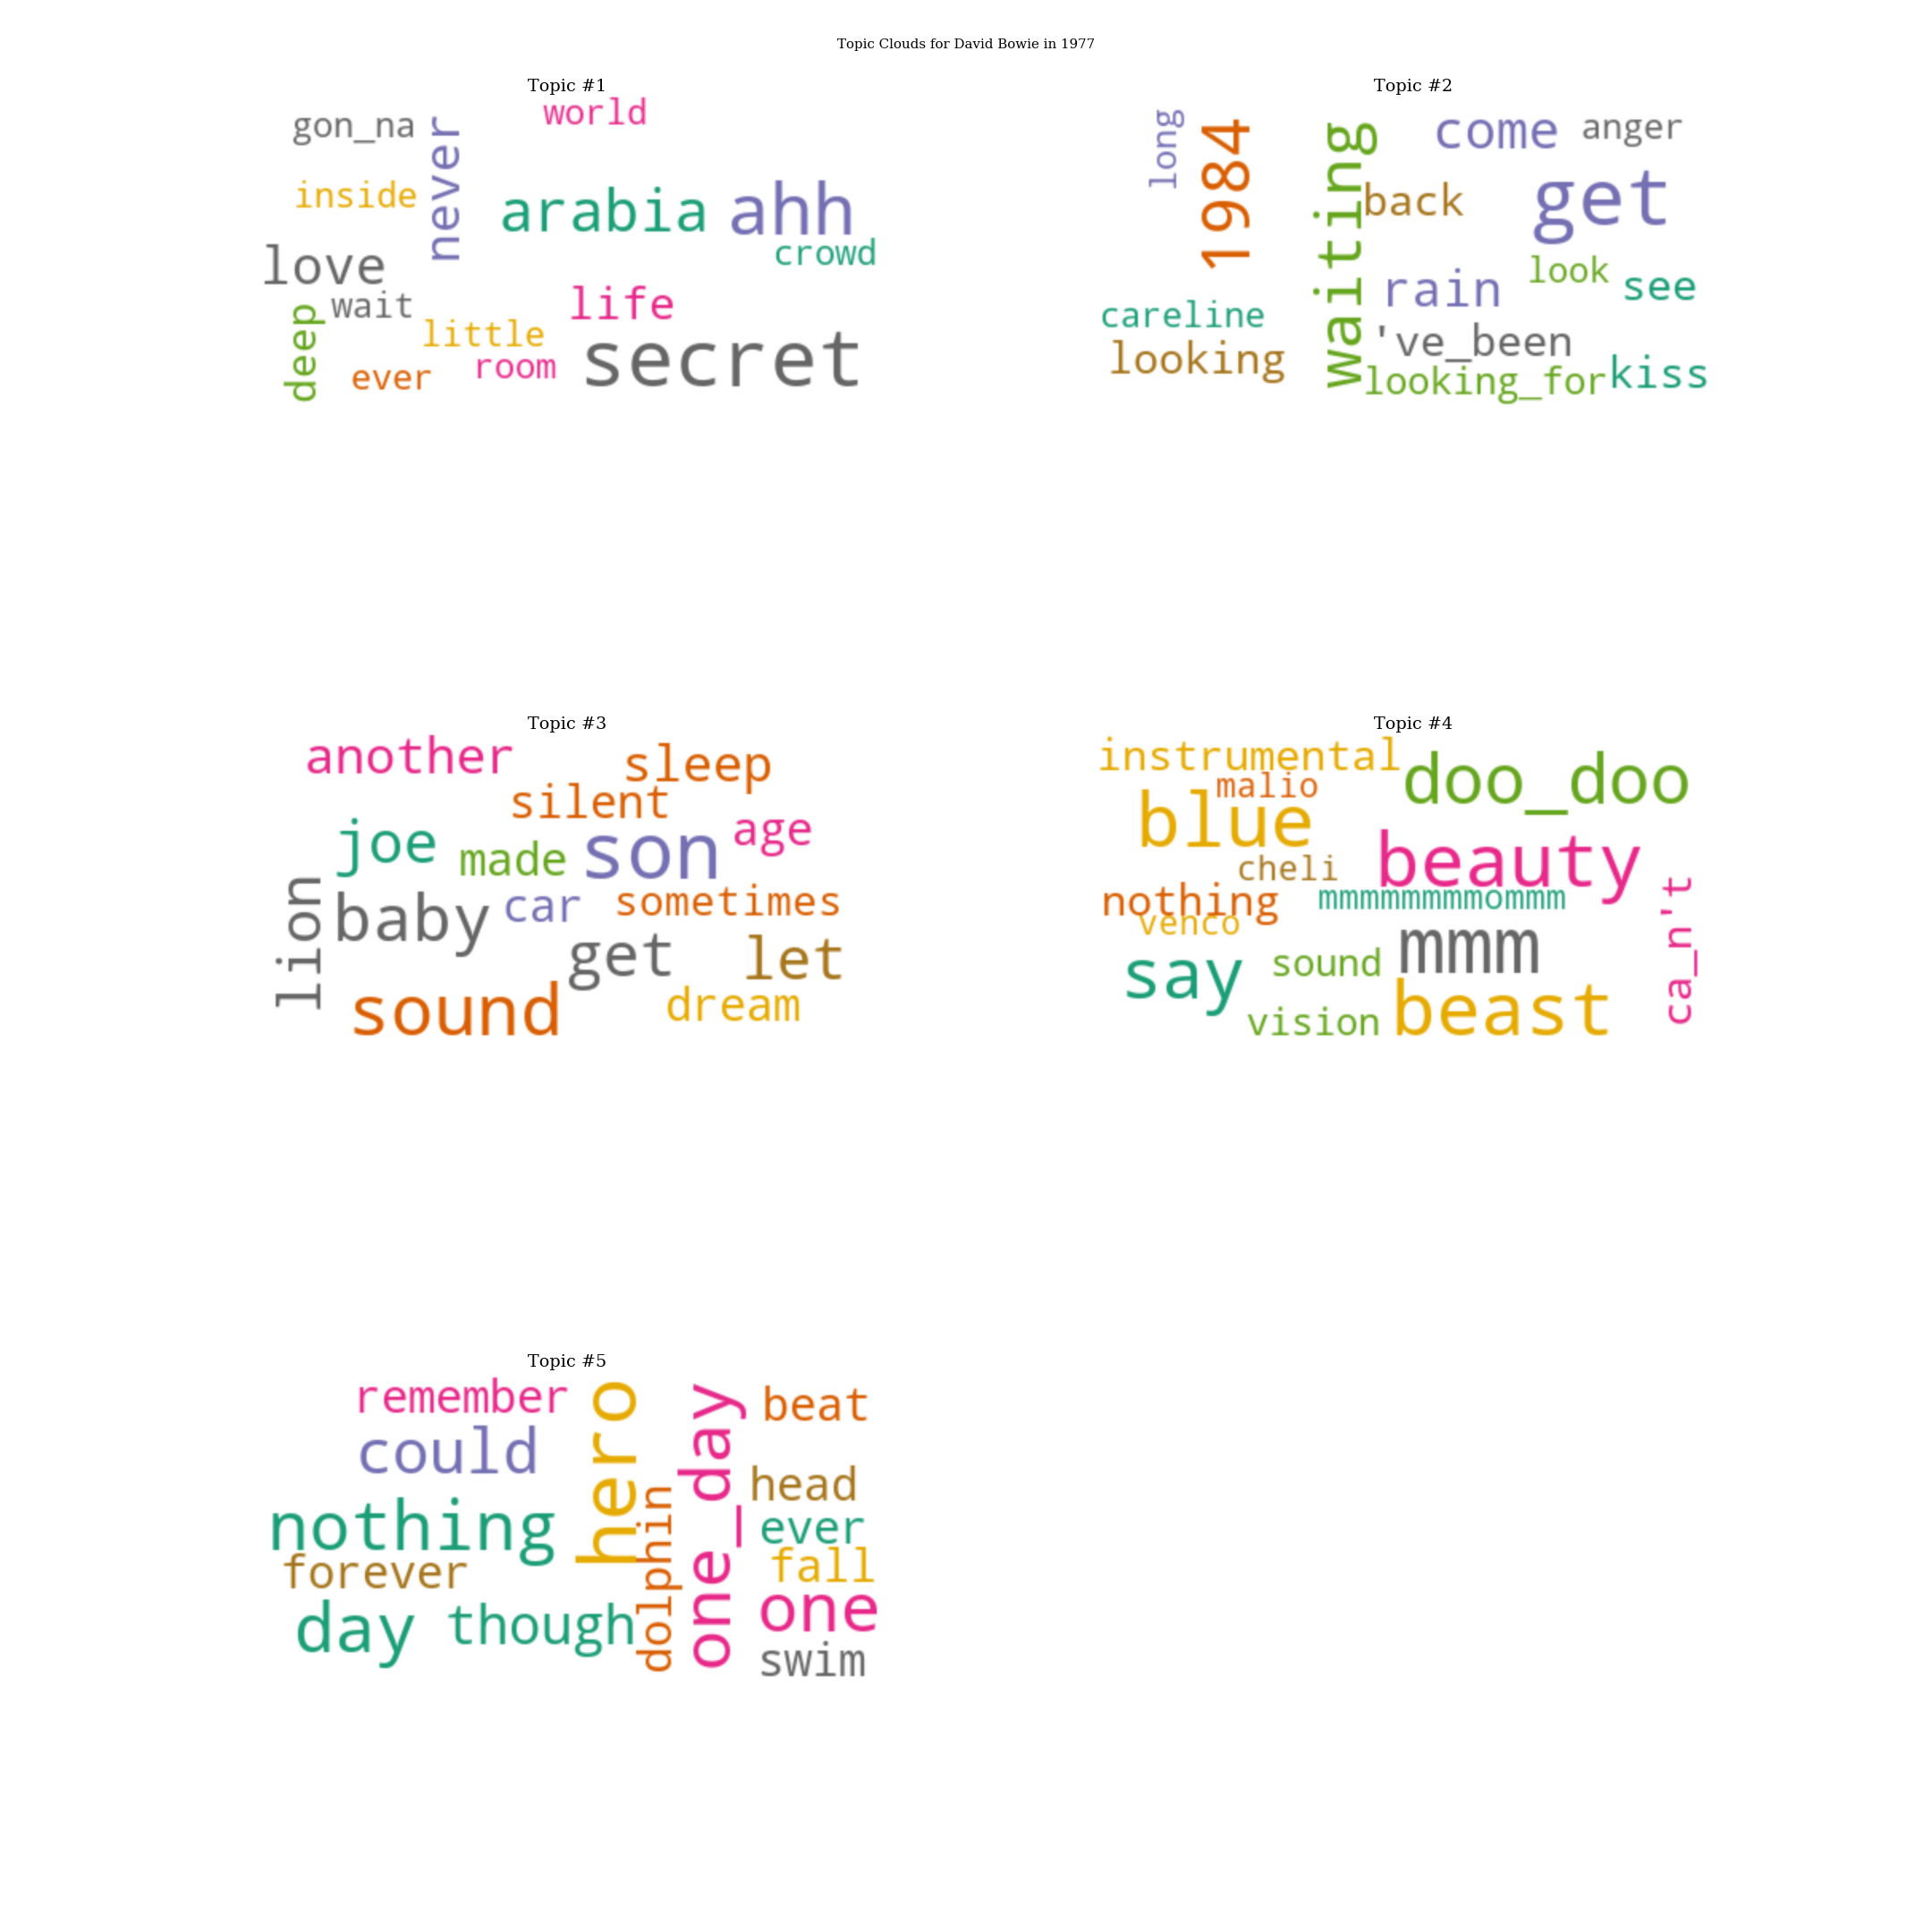 Topic Clouds for David Bowie in 1977
Topic #1
world
gon_na
never
inside
arabia
ahh
crowd
love
wait
life
deep
little
secret
room
ever
Topic #2
long
1984
waiting
come
anger
back
get
look
see
rain
careline
've_been
looking
looking_for
kiss
Topic #3
another
sleep
silent
joe
made
son
age
lion
baby
car
sometimes
get
let
sound
dream
Topic #4
instrumental
malio
doo_doo
blue
beauty
cheli
nothing
mmmmmmmmommm
venco
ca_n't
say
sound
mmm
vision
beast
Topic #5
remember
hero
one_day
beat
could
head
nothing
dolphin
ever
forever
fall
day
though
one
swim